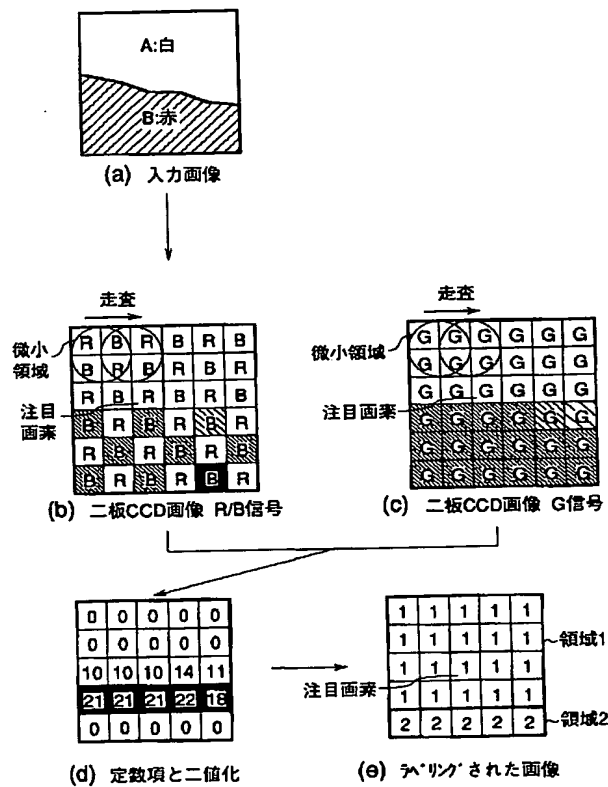 A:白
B:赤
(a) 入力画像
走査
微小
領域
R B R B R B
B R B R B R
R B R B R B
注目
画素
B R B R B R
R B R B R B
B R B R B R
(b) 二板CCD画像 R/B信号
走査
微小領域
G G G G G G
G G G G G G
G G G G G G
注目画素
G G G G G G
G G G G G G
G G G G G G
(c) 二板CCD画像 G信号
0 0 0 0 0
0 0 0 0 0
10 10 10 14 11
21 21 21 22 18
0 0 0 0 0
(d) 定数項と二値化
1 1 1 1 1
1 1 1 1 1
1 1 1 1 1
1 1 1 1 1
2 2 2 2 2
領域1
注目画素
領域2
(e) ラベリングされた画像